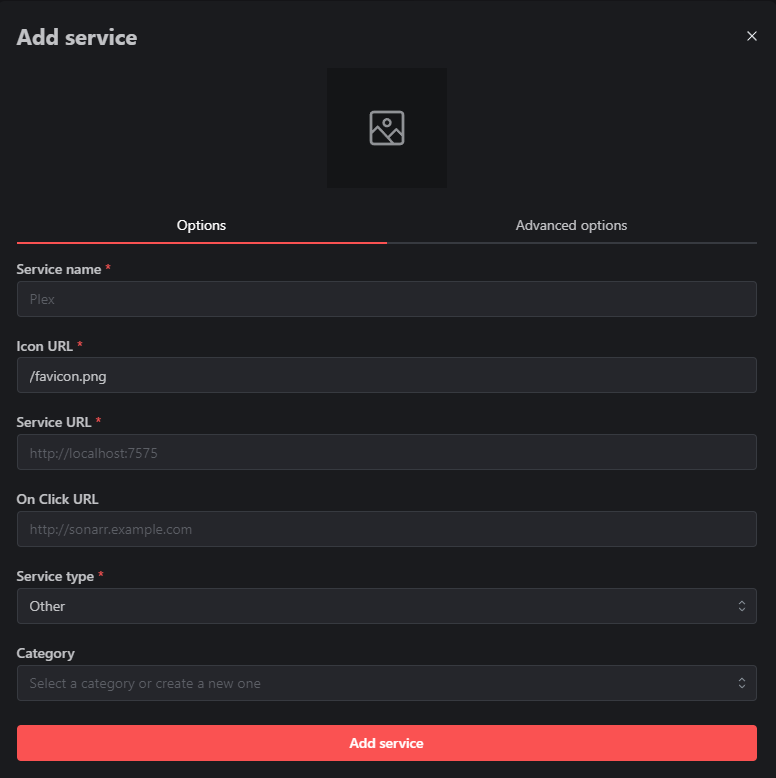 Add service
Options
Advanced options
Service name *
Plex
Icon URL *
/favicon.png
Service URL *
http://localhost:7575
On Click URL
http://sonarr.example.com
Service type *
Other
Category
Select a category or create a new one
Add service